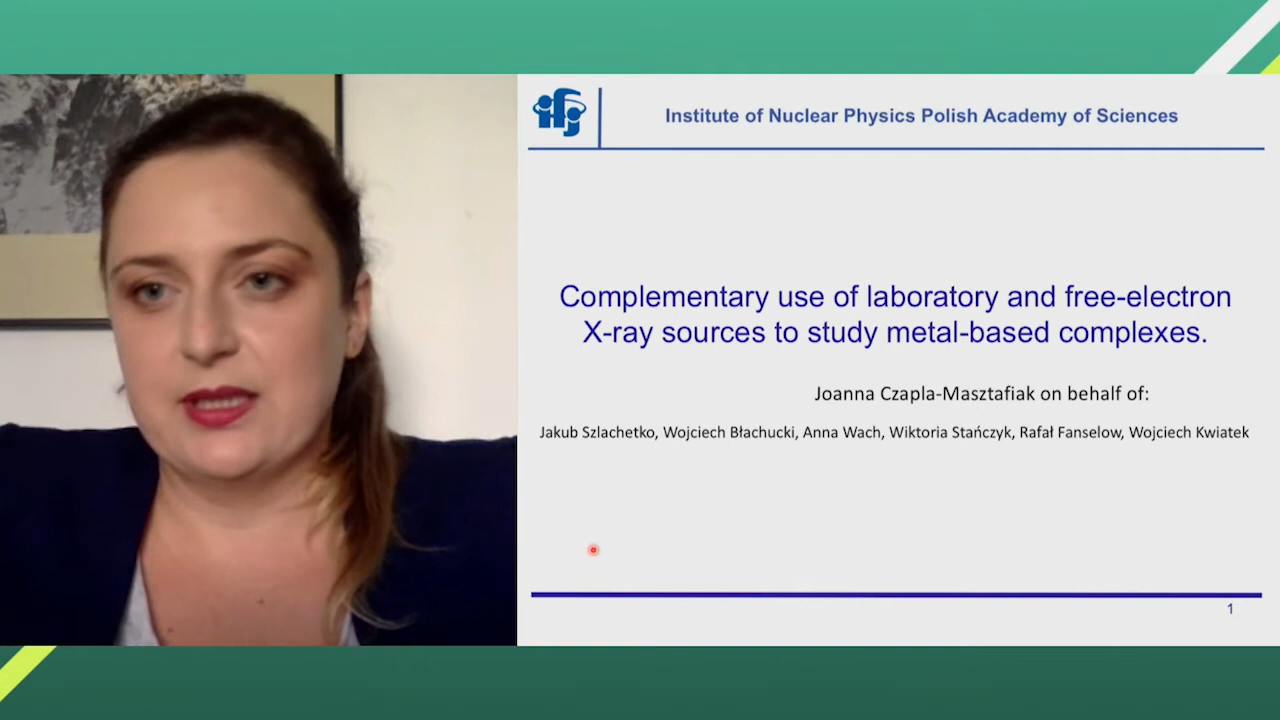 ifj
Institute of Nuclear Physics Polish Academy of Sciences
Complementary use of laboratory and free-electron
X-ray sources to study metal-based complexes.
Joanna Czapla-Masztafiak on behalf of:
Jakub Szlachetko, Wojciech Błachucki, Anna Wach, Wiktoria Stańczyk, Rafał Fanselow, Wojciech Kwiatek
1